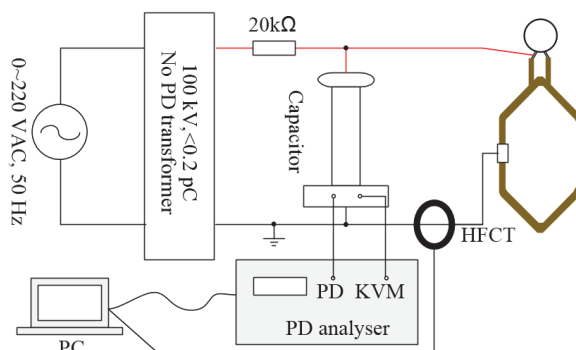 20kΩ
0~220 VAC, 50 Hz
100 kV,<0.2 pC
No PD transformer
Capacitor
HFCT
PD KVM
PD analyser
PC